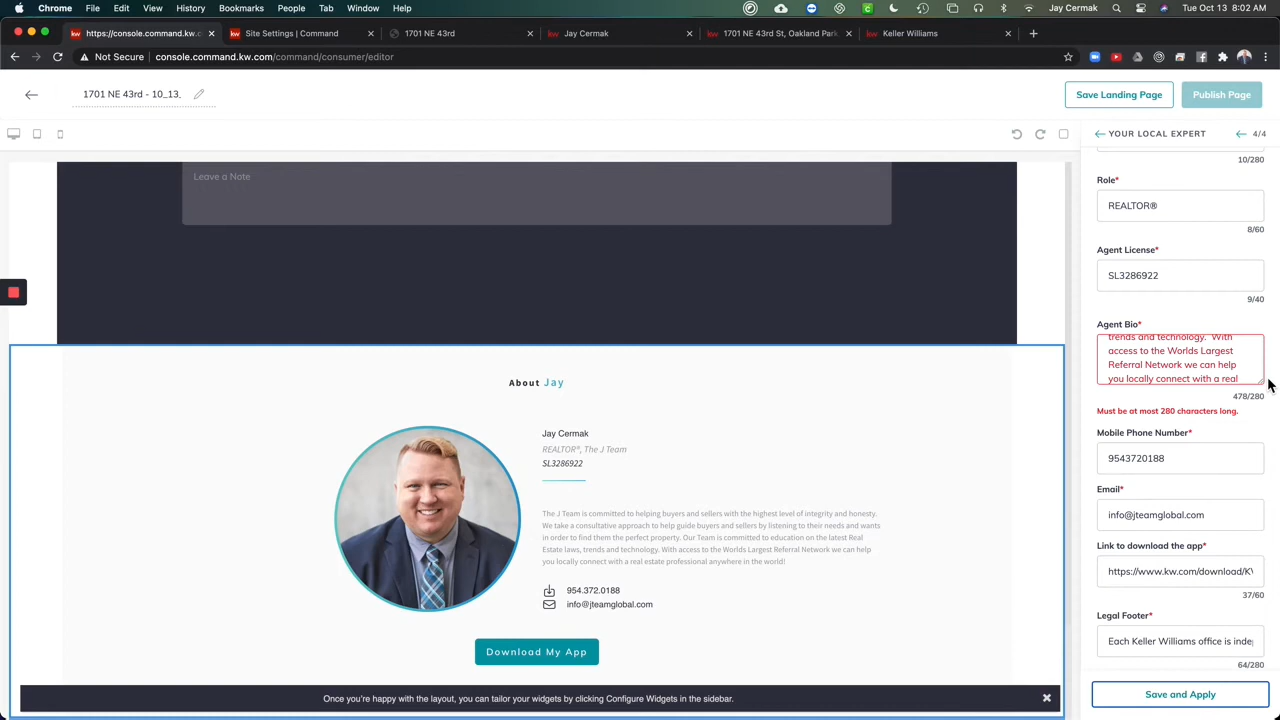 Chrome File Edit View History Bookmarks People Tab Window Help
Jay Cermak Wed Oct 13 8:02 AM
https://console.command.kw.c
Site Settings | Command
1701 NE 43rd
Jay Cermak
1701 NE 43rd St, Oakland Park
Keller Williams
Not Secure | console.command.kw.com/command/consumer/editor
1701 NE 43rd - 10_13.
Save Landing Page
Publish Page
YOUR LOCAL EXPERT
4/4
10/280
Role*
REALTOR®
8/60
Agent License*
SL3286922
9/40
Agent Bio*
trends and technology. With
access to the Worlds Largest
Referral Network we can help
you locally connect with a real
478/280
Must be at most 280 characters long.
Mobile Phone Number*
9543720188
Email*
info@jteamglobal.com
Link to download the app*
https://www.kw.com/download/K
37/60
Legal Footer*
Each Keller Williams office is inde
64/280
Save and Apply
Leave a Note
About Jay
Jay Cermak
REALTOR®, The J Team
SL3286922
The J Team is committed to helping buyers and sellers with the highest level of integrity and honesty.
We take a consultative approach to help guide buyers and sellers by listening to their needs and wants
in order to find them the perfect property. Our Team is committed to education on the latest Real
Estate laws, trends and technology. With access to the Worlds Largest Referral Network we can help
you locally connect with a real estate professional anywhere in the world!
954.372.0188
info@jteamglobal.com
Download My App
Once you're happy with the layout, you can tailor your widgets by clicking Configure Widgets in the sidebar.